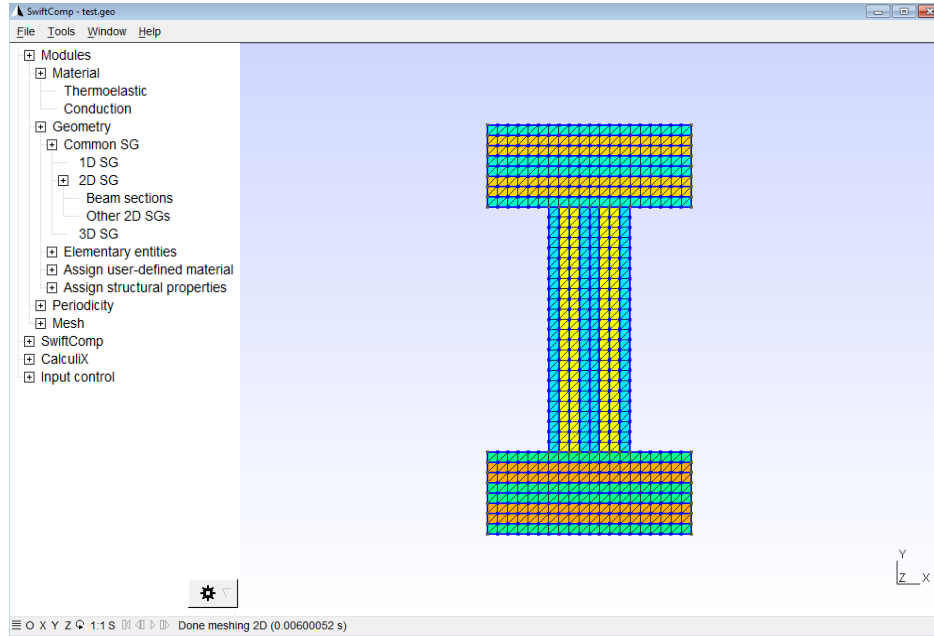 SwiftComp - test.geo
File Tools Window Help
Modules
Material
Thermoelastic
Conduction
Geometry
Common SG
1D SG
2D SG
Beam sections
Other 2D SGs
3D SG
Elementary entities
Assign user-defined material
Assign structural properties
Periodicity
Mesh
SwiftComp
CalculiX
Input control
Y
Z X
O X Y Z 1:1 S Done meshing 2D (0.00600052 s)